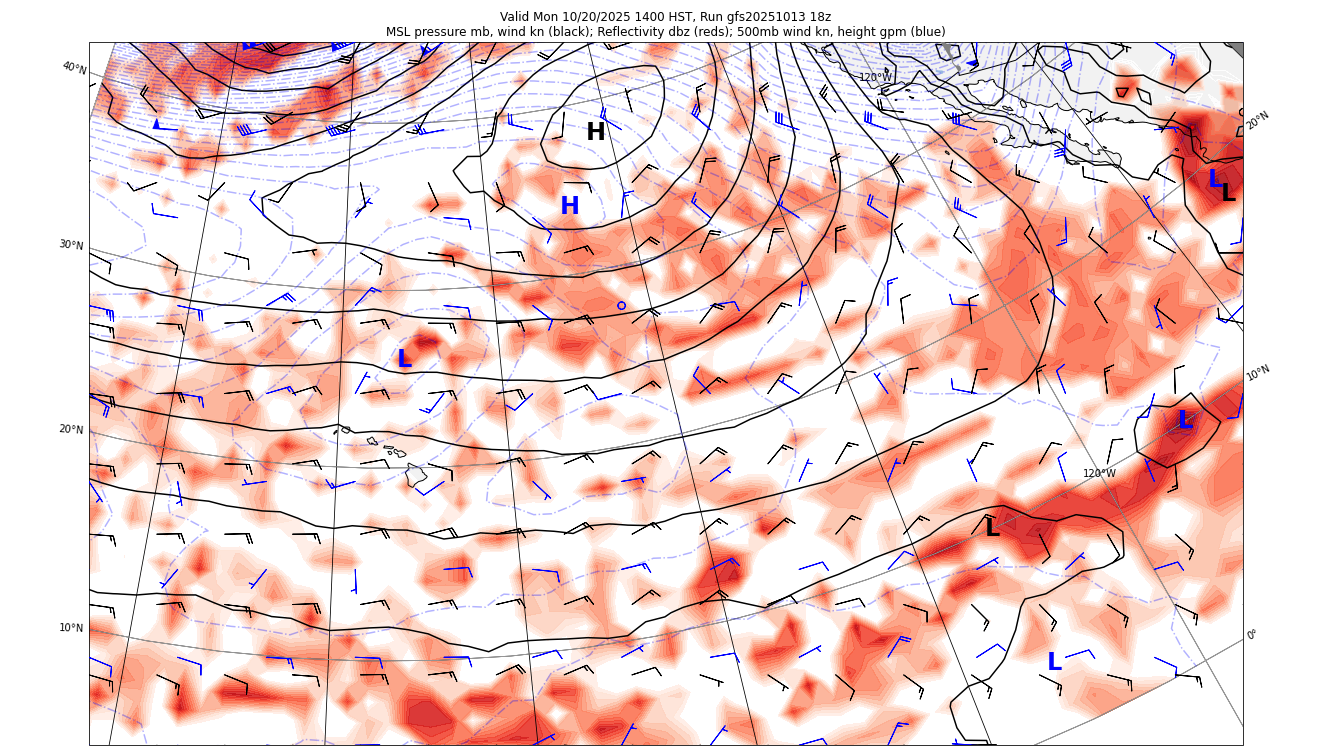 Valid Mon 10/20/2025 1400 HST, Run gfs20251013 18z
MSL pressure mb, wind kn (black); Reflectivity dbz (reds); 500mb wind kn, height gpm (blue)
40°N
120°W
20°N
H
L
L
H
30°N
L
10°N
L
20°N
120°W
L
10°N
0°
L